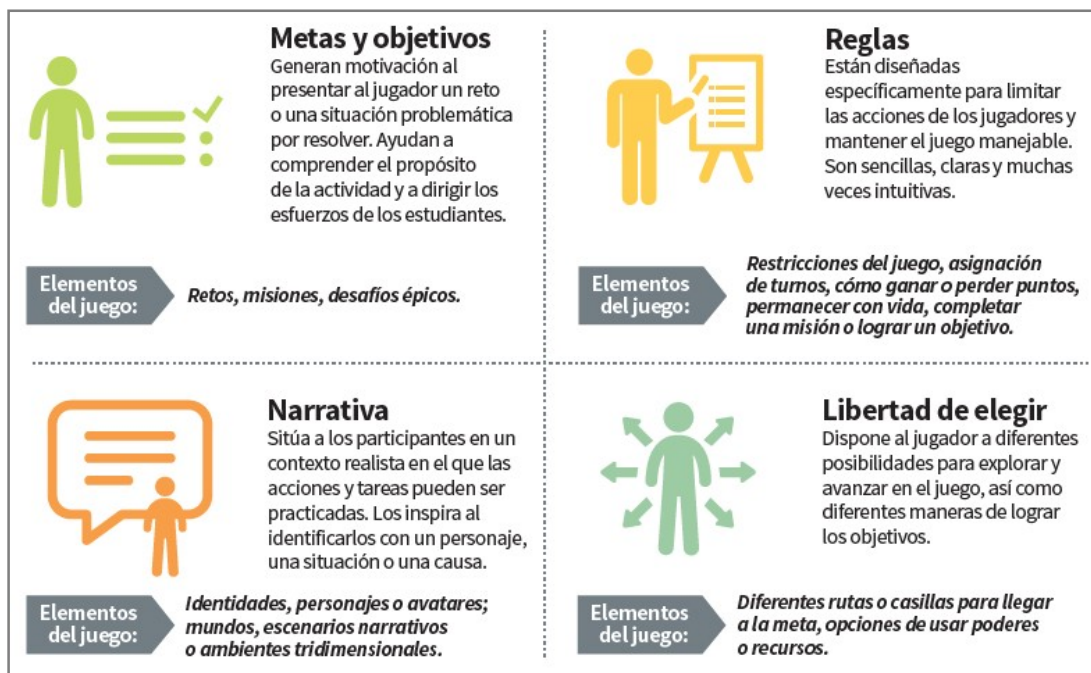 Metas y objetivos
Generan motivación al
presentar al jugador un reto
o una situación problemática
por resolver. Ayudan a
comprender el propósito
de la actividad y a dirigir los
esfuerzos de los estudiantes.
Elementos
del juego:
Retos, misiones, desafíos épicos.
Reglas
Están diseñadas
específicamente para limitar
las acciones de los jugadores y
mantener el juego manejable.
Son sencillas, claras y muchas
veces intuitivas.
Elementos
del juego:
Restricciones del juego, asignación
de turnos, cómo ganar o perder puntos,
permanecer con vida, completar
una misión o lograr un objetivo.
Narrativa
Sitúa a los participantes en un
contexto realista en el que las
acciones y tareas pueden ser
practicadas. Los inspira al
identificarlos con un personaje,
una situación o una causa.
Elementos
del juego:
Identidades, personajes o avatares;
mundos, escenarios narrativos
o ambientes tridimensionales.
Libertad de elegir
Dispone al jugador a diferentes
posibilidades para explorar y
avanzar en el juego, así como
diferentes maneras de lograr
los objetivos.
Elementos
del juego:
Diferentes rutas o casillas para llegar
a la meta, opciones de usar poderes
o recursos.